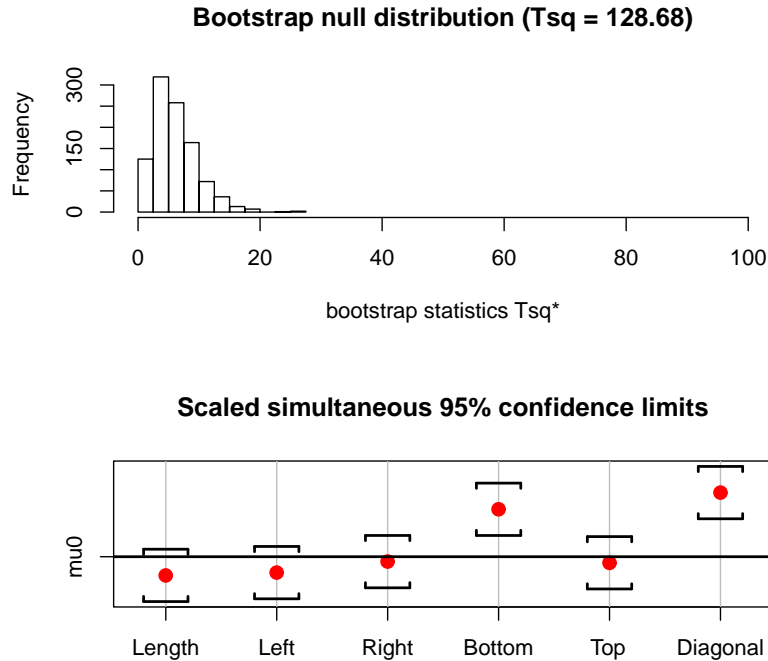 Bootstrap null distribution (Tsq = 128.68)
Frequency
300
150
0
0 20 40 60 80 100
bootstrap statistics Tsq*
Scaled simultaneous 95% confidence limits
mu0
Length Left Right Bottom Top Diagonal